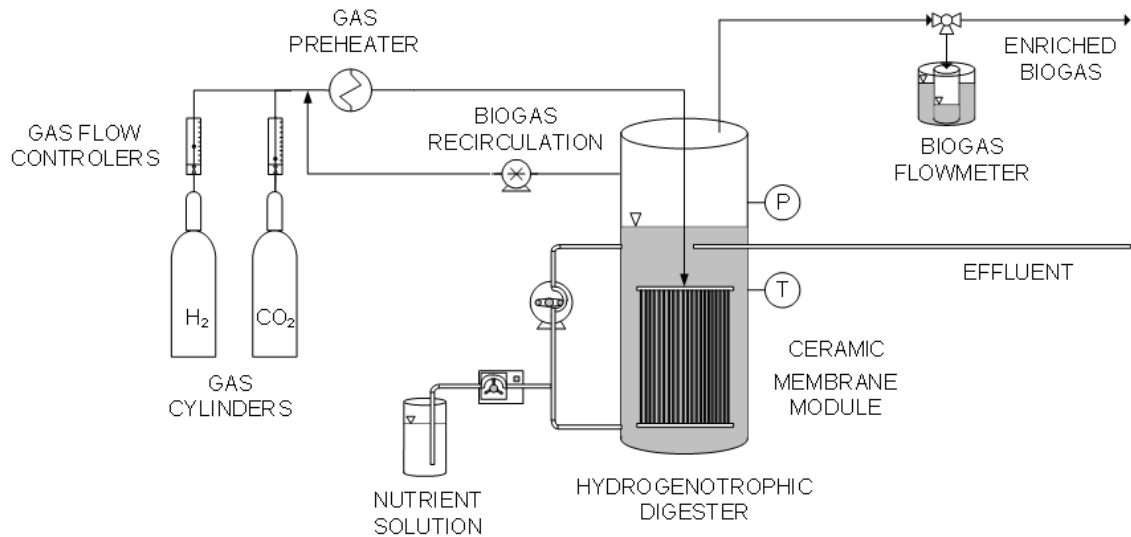 GAS
PREHEATER
ENRICHED
BIOGAS
GAS FLOW
CONTROLERS
BIOGAS
RECIRCULATION
BIOGAS
FLOWMETER
P
EFFLUENT
T
H2
CO2
GAS
CYLINDERS
CERAMIC
MEMBRANE
MODULE
NUTRIENT
SOLUTION
HYDROGENOTROPHIC
DIGESTER